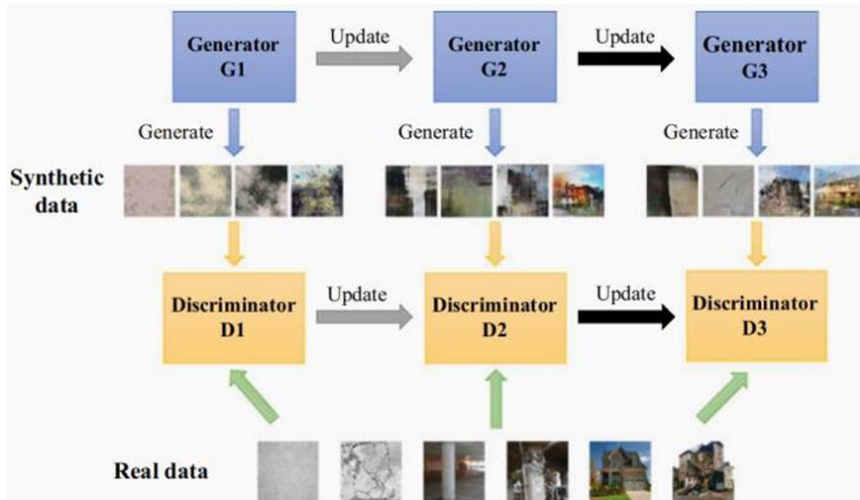 Generator
G1
Update
Generator
G2
Update
Generator
G3
Generate
Generate
Generate
Synthetic
data
Discriminator
D1
Update
Discriminator
D2
Update
Discriminator
D3
Real data